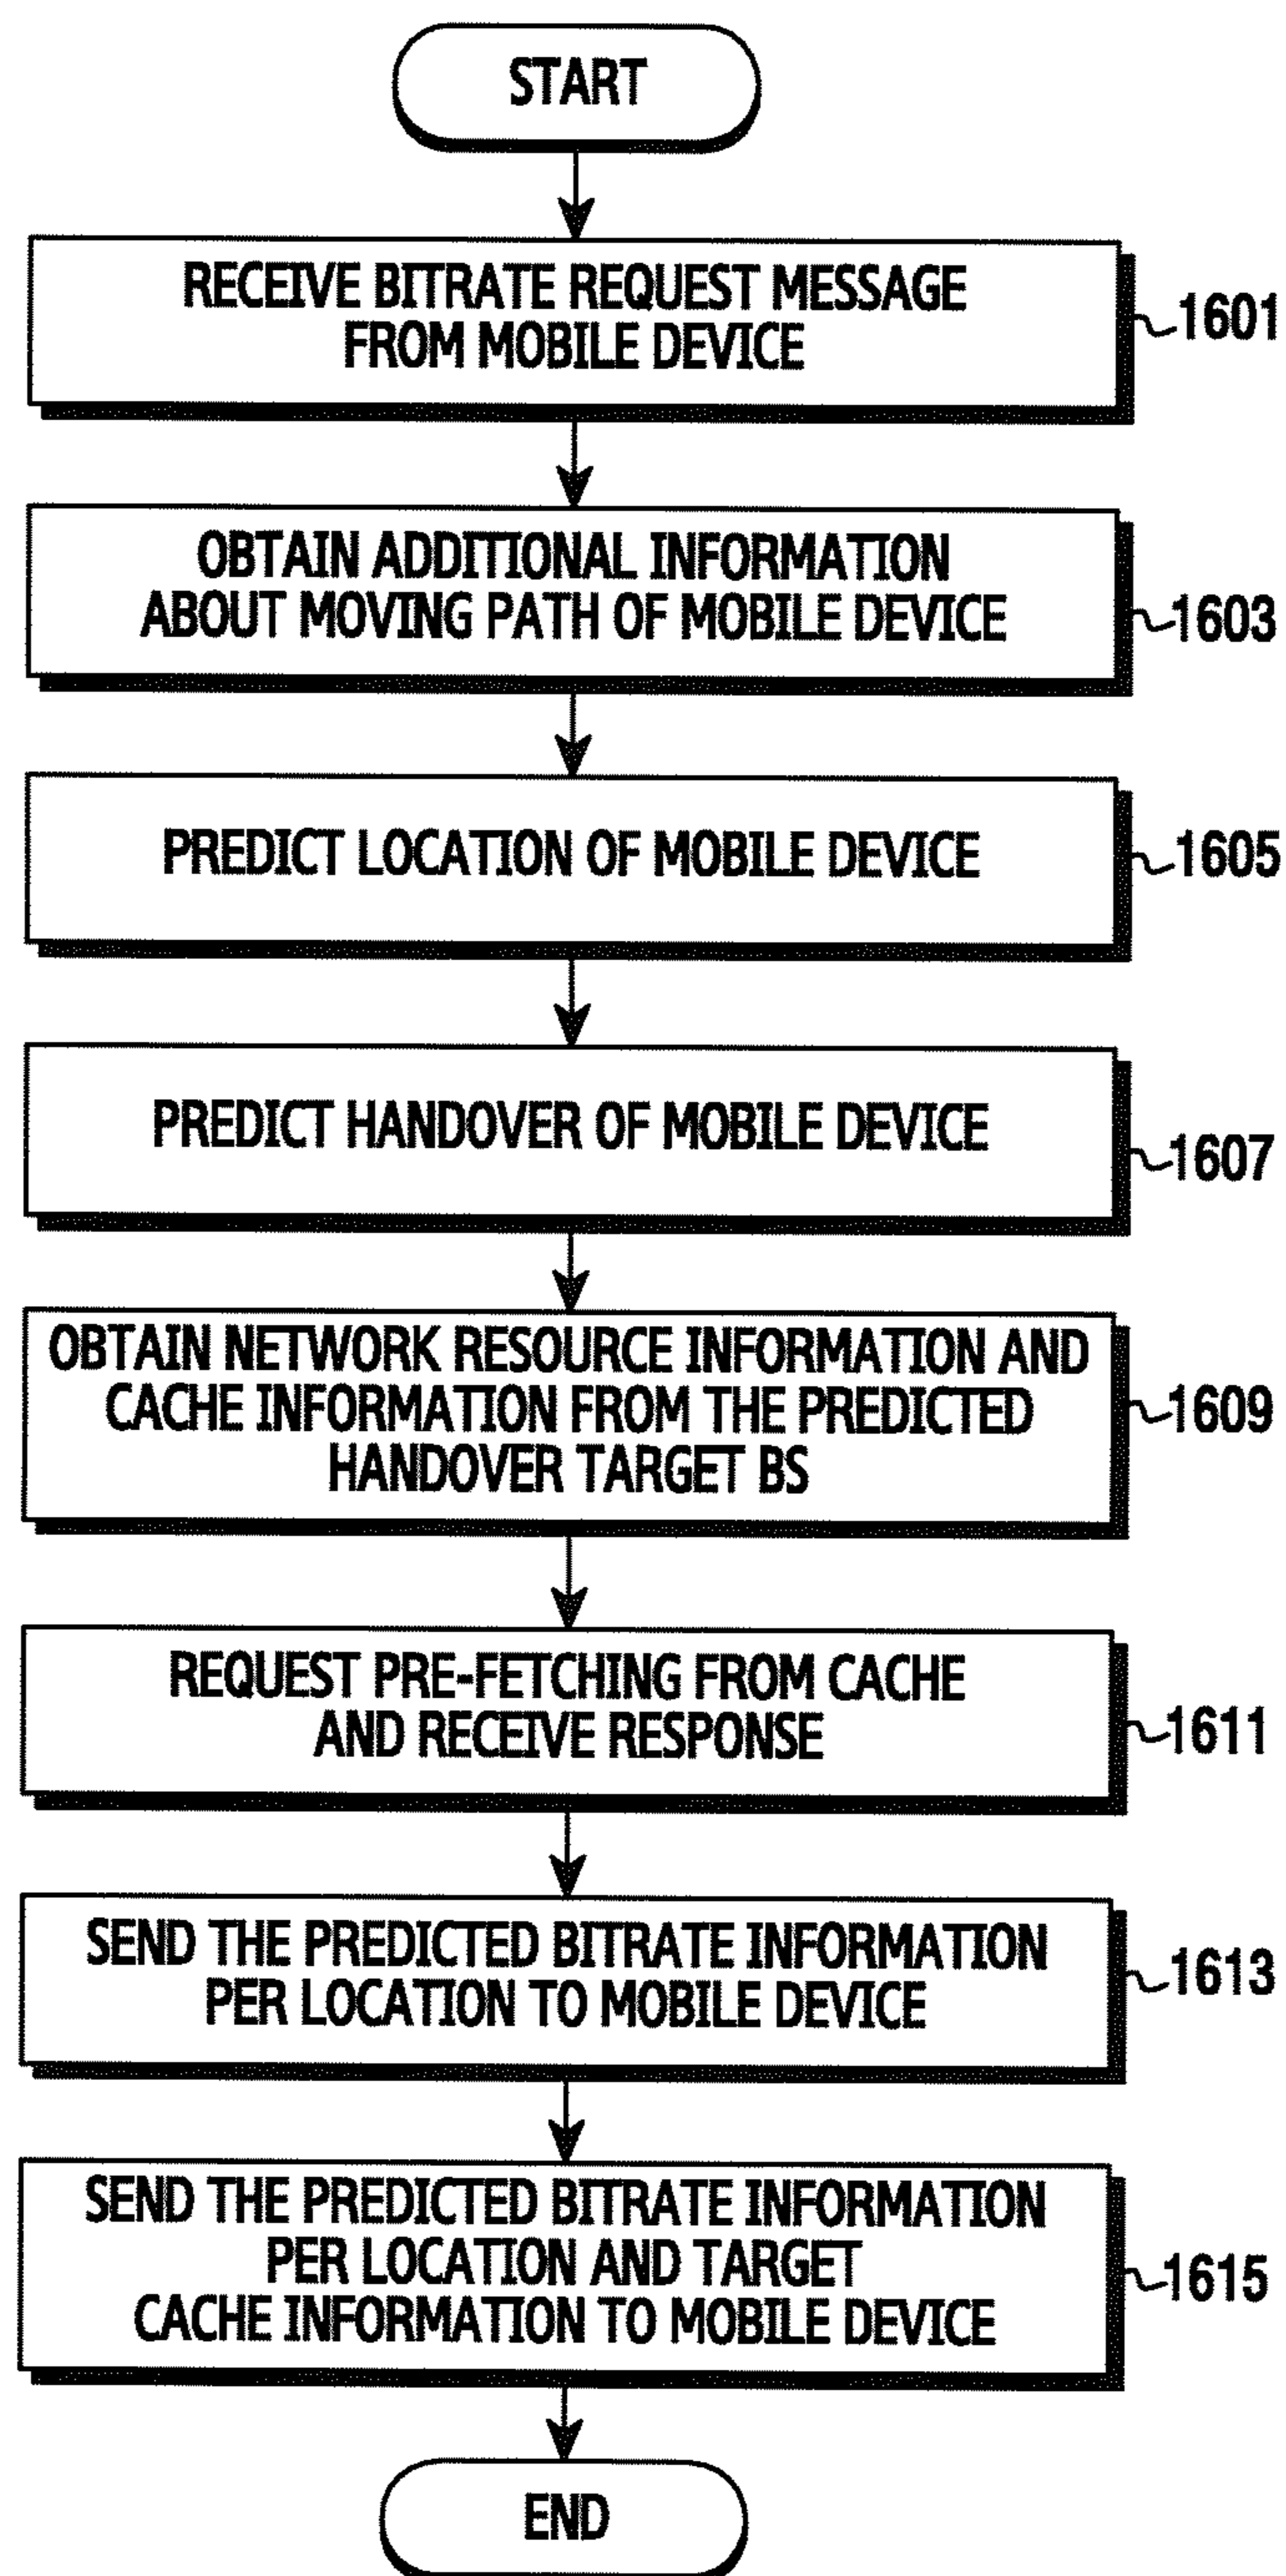 START
RECEIVE BITRATE REQUEST MESSAGE
FROM MOBILE DEVICE
1601
OBTAIN ADDITIONAL INFORMATION
ABOUT MOVING PATH OF MOBILE DEVICE
1603
PREDICT LOCATION OF MOBILE DEVICE
1605
PREDICT HANDOVER OF MOBILE DEVICE
1607
OBTAIN NETWORK RESOURCE INFORMATION AND
CACHE INFORMATION FROM THE PREDICTED
HANDOVER TARGET BS
1609
REQUEST PRE-FETCHING FROM CACHE
AND RECEIVE RESPONSE
1611
SEND THE PREDICTED BITRATE INFORMATION
PER LOCATION TO MOBILE DEVICE
1613
SEND THE PREDICTED BITRATE INFORMATION
PER LOCATION AND TARGET
CACHE INFORMATION TO MOBILE DEVICE
1615
END